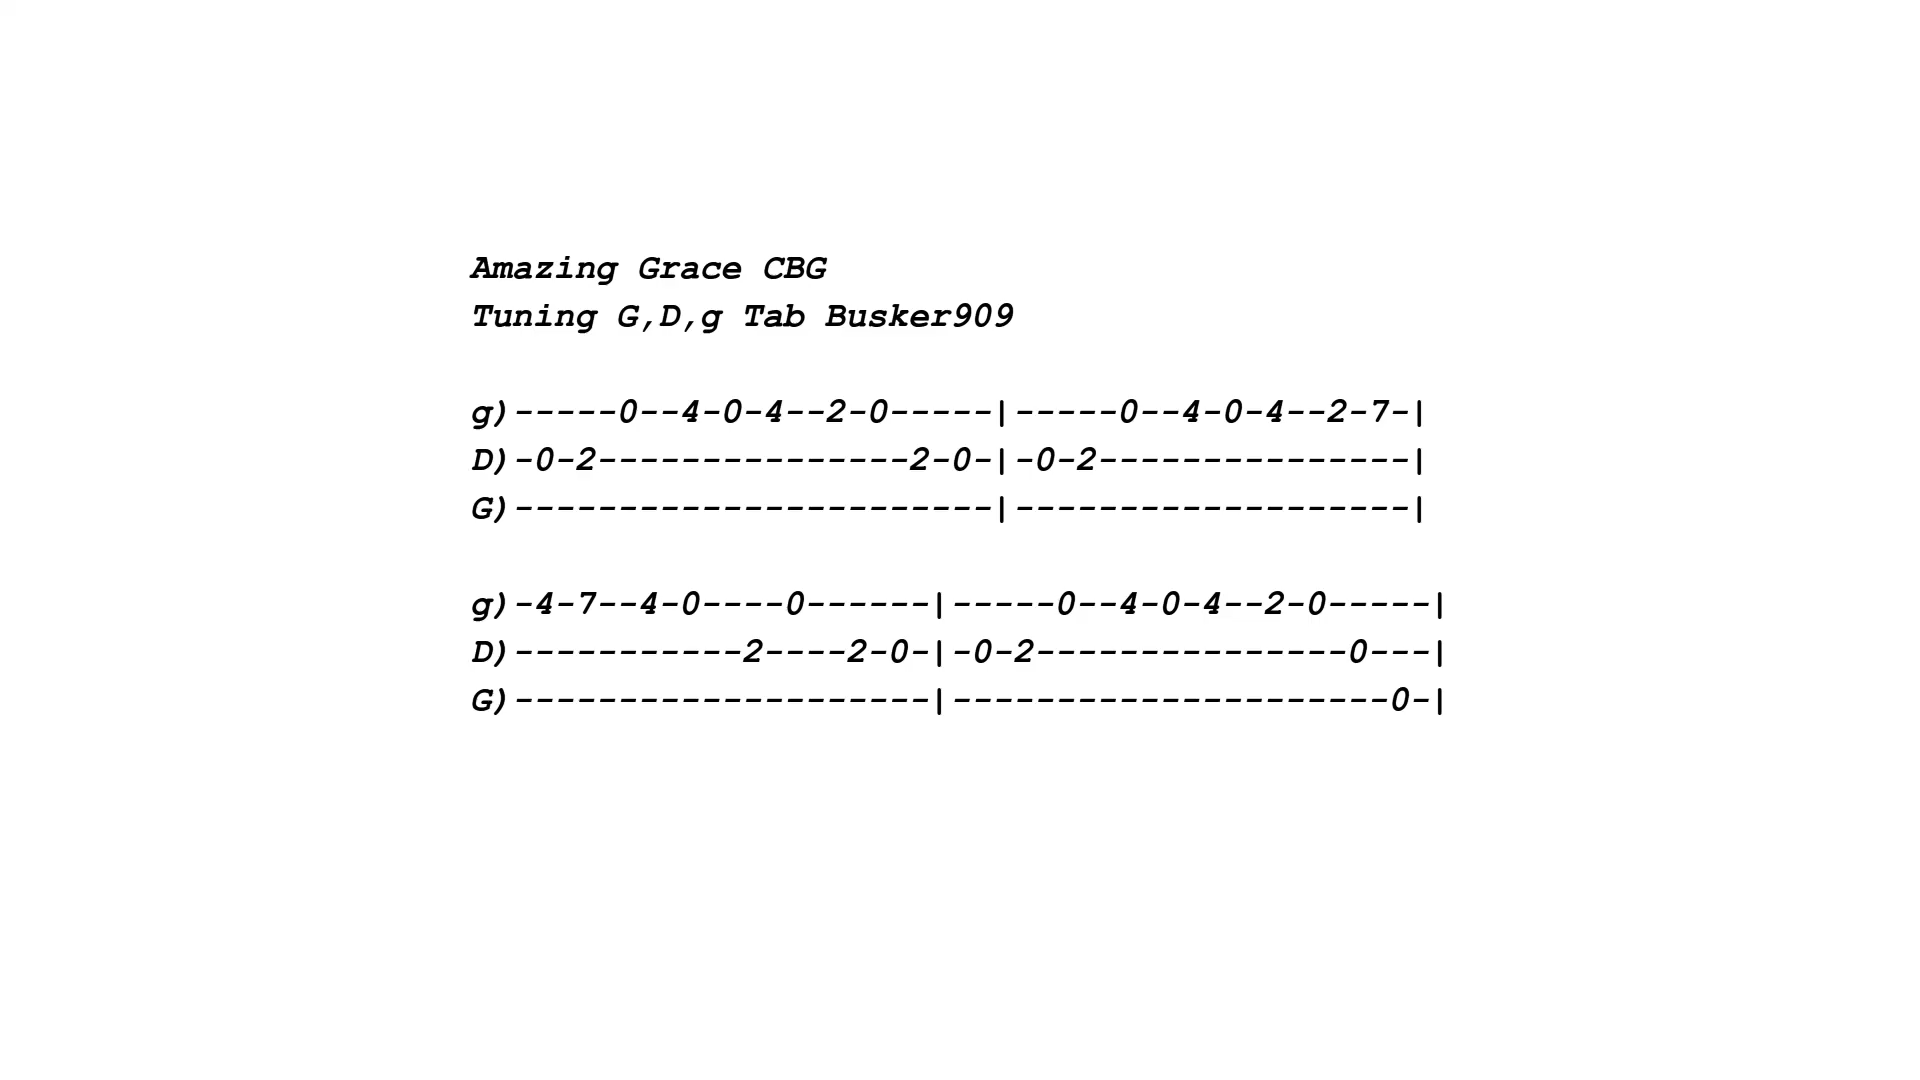 Amazing Grace CBG
Tuning G,D,g Tab Busker909
g)-----0--4-0-4--2-0-----|-----0--4-0-4--2-7-|
D)-0-2---------------2-0-|-0-2---------------|
G)-----------------------|-------------------|
g)-4-7--4-0----0------|-----0--4-0-4--2-0-----|
D)-----------2----2-0-|-0-2---------------0---|
G)--------------------|---------------------0-|